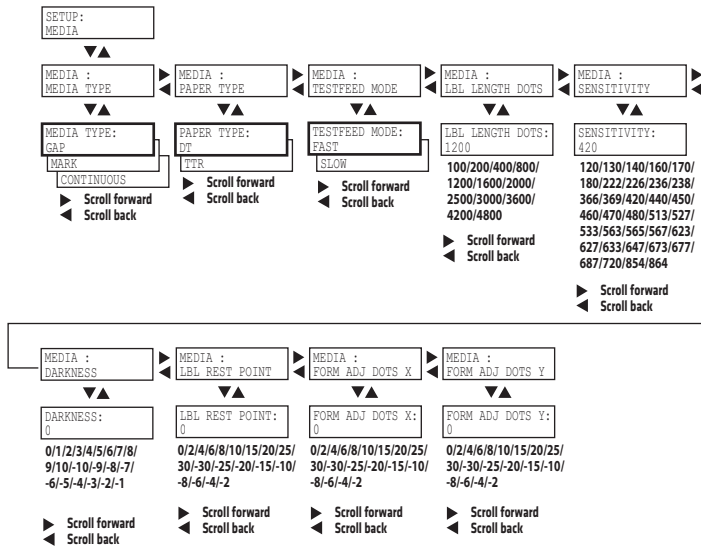 SETUP:
MEDIA
MEDIA :
MEDIA TYPE
MEDIA :
PAPER TYPE
MEDIA :
TESTFEED MODE
MEDIA :
LBL LENGTH DOTS
MEDIA :
SENSITIVITY
MEDIA TYPE:
GAP
MARK
CONTINUOUS
Scroll forward
Scroll back
PAPER TYPE:
DT
TTR
Scroll forward
Scroll back
TESTFEED MODE:
FAST
SLOW
Scroll forward
Scroll back
LBL LENGTH DOTS:
1200
100/200/400/800/
1200/1600/2000/
2500/3000/3600/
4200/4800
Scroll forward
Scroll back
SENSITIVITY:
420
120/130/140/160/170/
180/222/226/236/238/
366/369/420/440/450/
460/470/480/513/527/
533/563/565/567/623/
627/633/647/673/677/
687/720/854/864
Scroll forward
Scroll back
MEDIA :
DARKNESS
MEDIA :
LBL REST POINT
MEDIA :
FORM ADJ DOTS X
MEDIA :
FORM ADJ DOTS Y
DARKNESS:
0
0/1/2/3/4/5/6/7/8/
9/10/-10/-9/-8/-7/
-6/-5/-4/-3/-2/-1
Scroll forward
Scroll back
LBL REST POINT:
0
0/2/4/6/8/10/15/20/25/
30/-30/-25/-20/-15/-10/
-8/-6/-4/-2
Scroll forward
Scroll back
FORM ADJ DOTS X:
0
0/2/4/6/8/10/15/20/25/
30/-30/-25/-20/-15/-10/
-8/-6/-4/-2
Scroll forward
Scroll back
FORM ADJ DOTS Y:
0
0/2/4/6/8/10/15/20/25/
30/-30/-25/-20/-15/-10/
-8/-6/-4/-2
Scroll forward
Scroll back